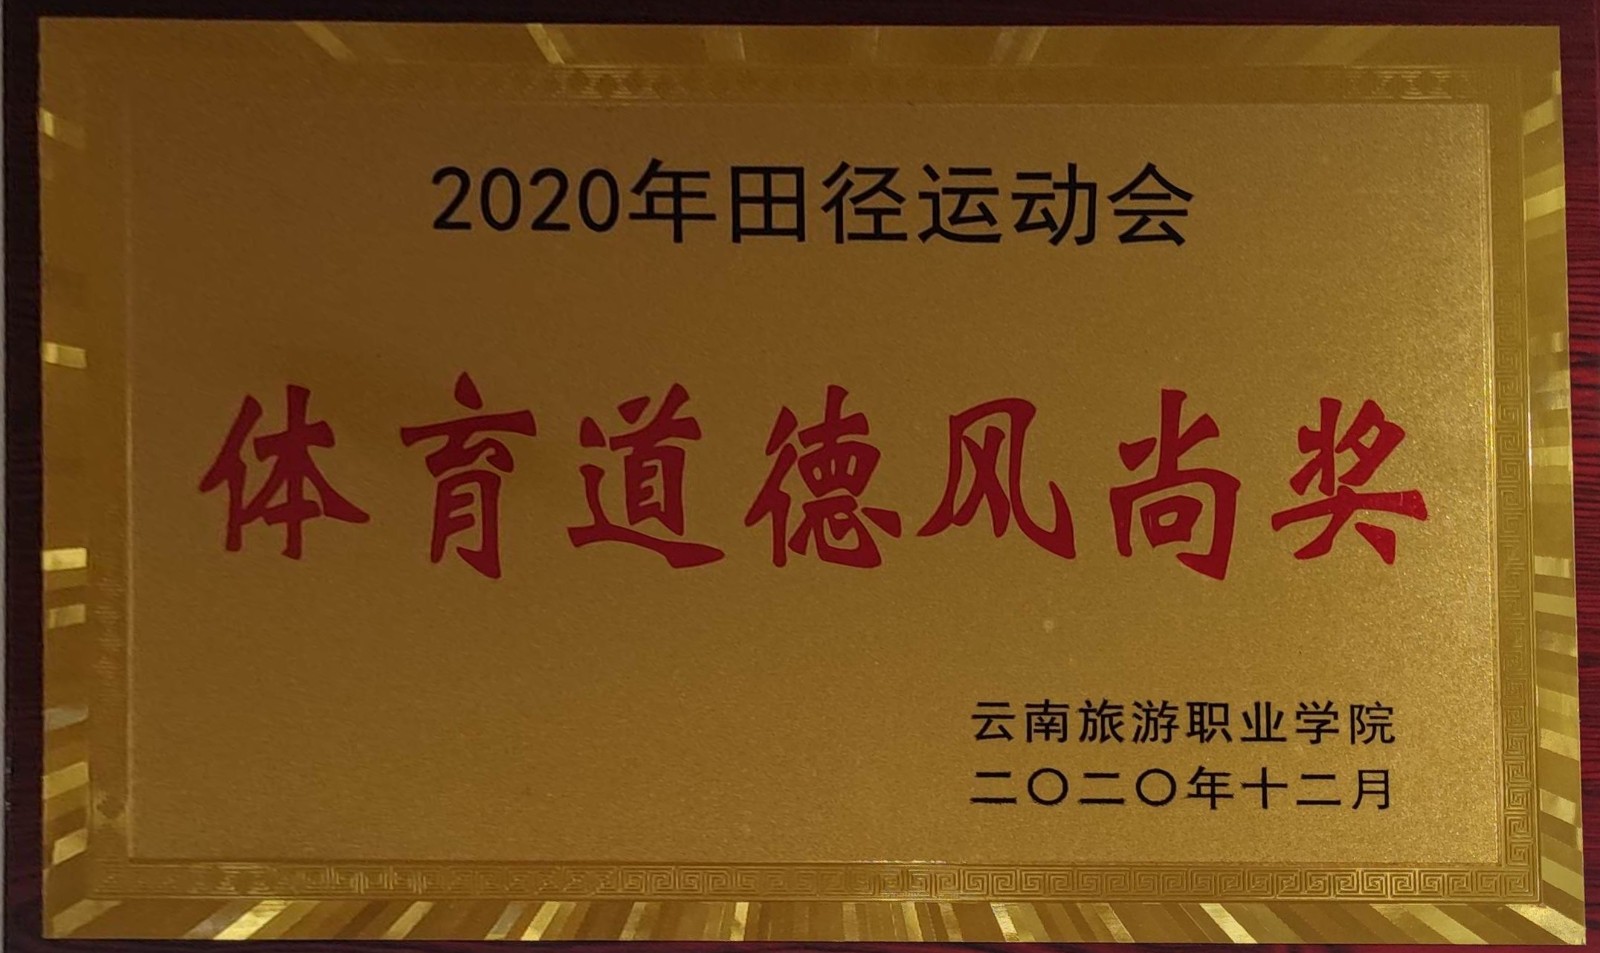 2020年田径运动会
体育道德风尚奖
云南旅游职业学院
二〇二〇年十二月